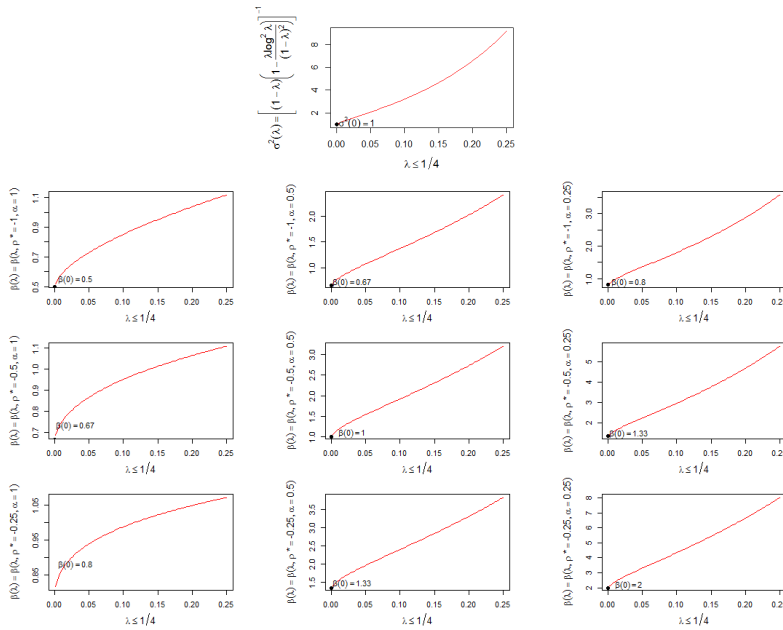 σ²(λ) = [(1−λ)(1−λlog²λ/(1−λ)²)]⁻¹
8
6
4
2
σ²(0) = 1
0.00 0.05 0.10 0.15 0.20 0.25
λ ≤ 1/4
β(λ) = β(λ, ρ* = -1, α = 1)
1.1
0.9
0.7
0.5
β(0) = 0.5
0.00 0.05 0.10 0.15 0.20 0.25
λ ≤ 1/4
β(λ) = β(λ, ρ* = -1, α = 0.5)
2.0
1.0
β(0) = 0.67
0.00 0.05 0.10 0.15 0.20 0.25
λ ≤ 1/4
β(λ) = β(λ, ρ* = -1, α = 0.25)
3.0
2.0
1.0
β(0) = 0.8
0.00 0.05 0.10 0.15 0.20 0.25
λ ≤ 1/4
β(λ) = β(λ, ρ* = -0.5, α = 1)
1.1
1.0
0.9
0.8
0.7
β(0) = 0.67
0.00 0.05 0.10 0.15 0.20 0.25
λ ≤ 1/4
β(λ) = β(λ, ρ* = -0.5, α = 0.5)
3.0
2.5
2.0
1.5
1.0
β(0) = 1
0.00 0.05 0.10 0.15 0.20 0.25
λ ≤ 1/4
β(λ) = β(λ, ρ* = -0.5, α = 0.25)
5
4
3
2
β(0) = 1.33
0.00 0.05 0.10 0.15 0.20 0.25
λ ≤ 1/4
β(λ) = β(λ, ρ* = -0.25, α = 1)
1.05
0.95
0.85
β(0) = 0.8
0.00 0.05 0.10 0.15 0.20 0.25
λ ≤ 1/4
β(λ) = β(λ, ρ* = -0.25, α = 0.5)
3.5
3.0
2.5
2.0
1.5
β(0) = 1.33
0.00 0.05 0.10 0.15 0.20 0.25
λ ≤ 1/4
β(λ) = β(λ, ρ* = -0.25, α = 0.25)
8
7
6
5
4
3
2
β(0) = 2
0.00 0.05 0.10 0.15 0.20 0.25
λ ≤ 1/4